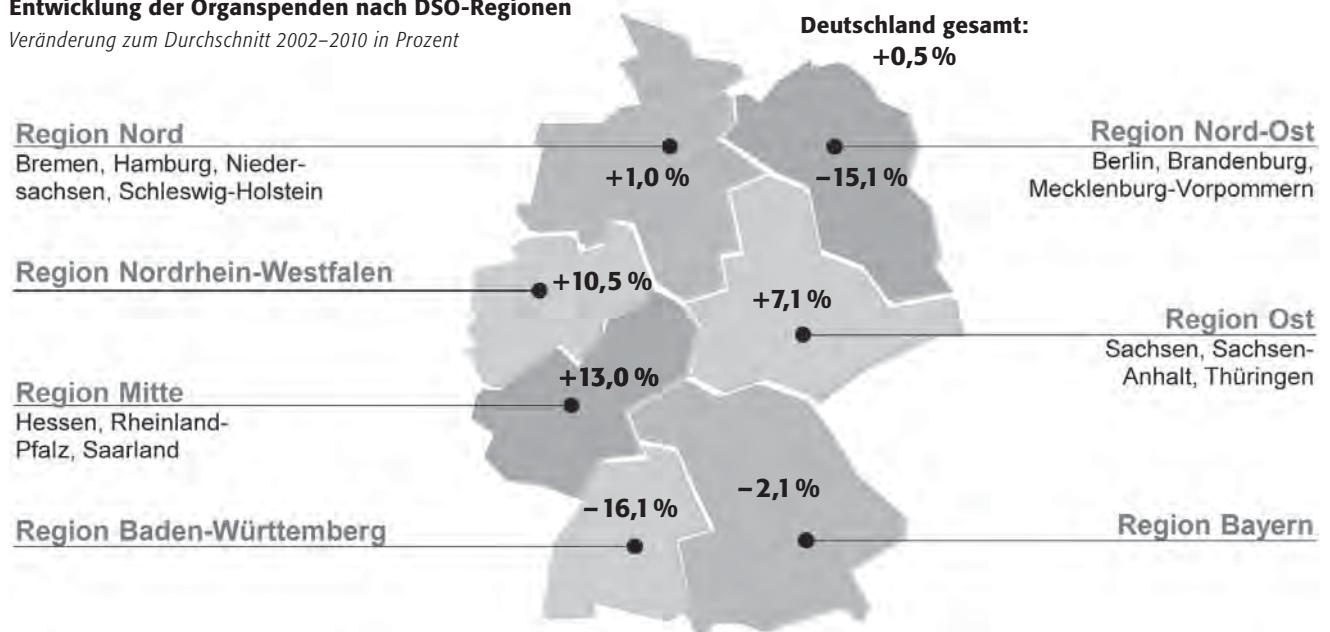 Entwicklung der Organspenden nach DSO-Regionen
Veränderung zum Durchschnitt 2002–2010 in Prozent
Deutschland gesamt:
+0,5 %
Region Nord
Bremen, Hamburg, Nieder-
sachsen, Schleswig-Holstein
+1,0 %
–15,1 %
Region Nord-Ost
Berlin, Brandenburg,
Mecklenburg-Vorpommern
Region Nordrhein-Westfalen
+10,5 %
+7,1 %
Region Ost
Sachsen, Sachsen-
Anhalt, Thüringen
Region Mitte
Hessen, Rheinland-
Pfalz, Saarland
+13,0 %
Region Baden-Württemberg
– 16,1 %
– 2,1 %
Region Bayern